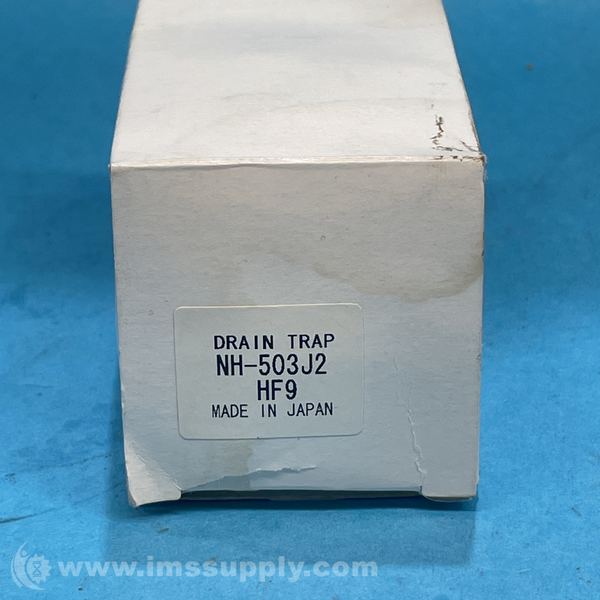 DRAIN TRAP
NH-503J2
HF9
MADE IN JAPAN
www.imssupply.com